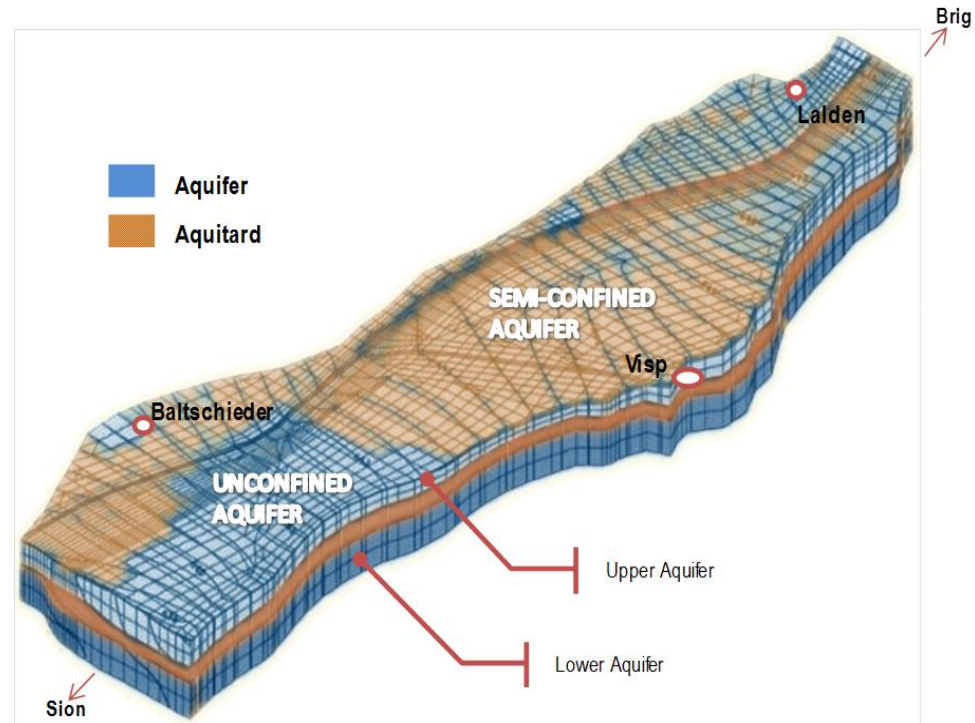 Brig
Lalden
Aquifer
Aquitard
SEMI-CONFINED
AQUIFER
Visp
Baltschieder
UNCONFINED
AQUIFER
Upper Aquifer
Lower Aquifer
Sion